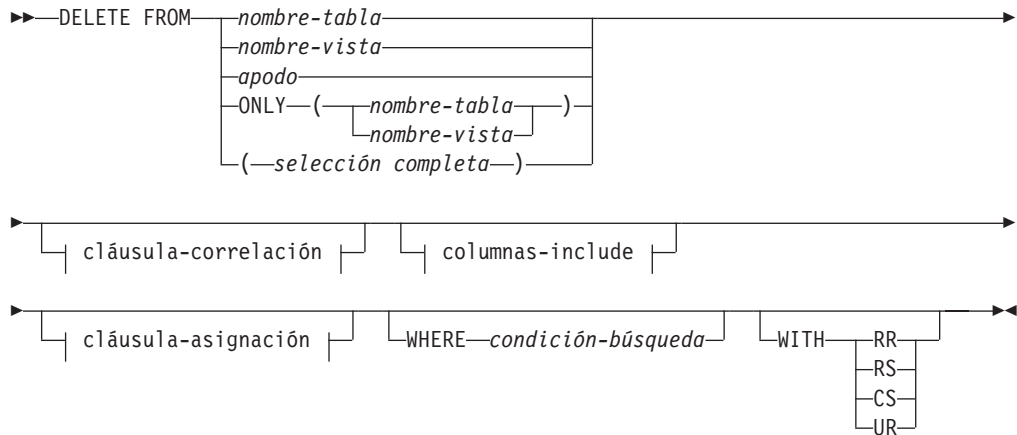 DELETE FROM nombre-tabla
nombre-vista
apodo
ONLY ( nombre-tabla )
nombre-vista
( selección completa )
cláusula-correlación columnas-include
cláusula-asignación WHERE condición-búsqueda WITH RR
RS
CS
UR